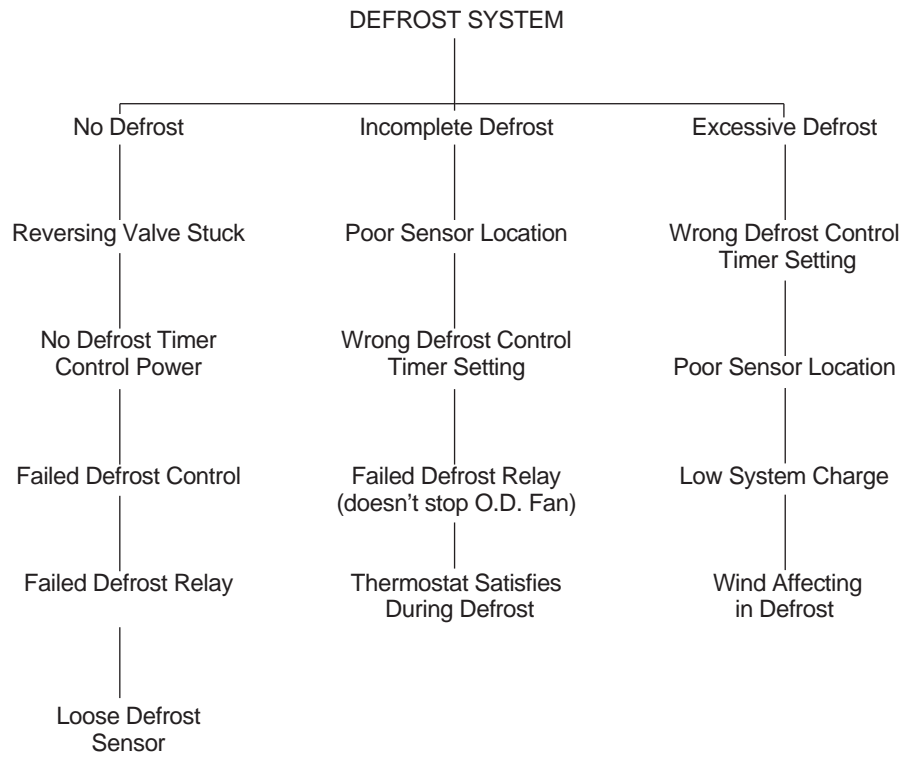 DEFROST SYSTEM
No Defrost
Incomplete Defrost
Excessive Defrost
Reversing Valve Stuck
Poor Sensor Location
Wrong Defrost Control
Timer Setting
No Defrost Timer
Control Power
Wrong Defrost Control
Timer Setting
Poor Sensor Location
Failed Defrost Control
Failed Defrost Relay
(doesn't stop O.D. Fan)
Low System Charge
Failed Defrost Relay
Thermostat Satisfies
During Defrost
Wind Affecting
in Defrost
Loose Defrost
Sensor